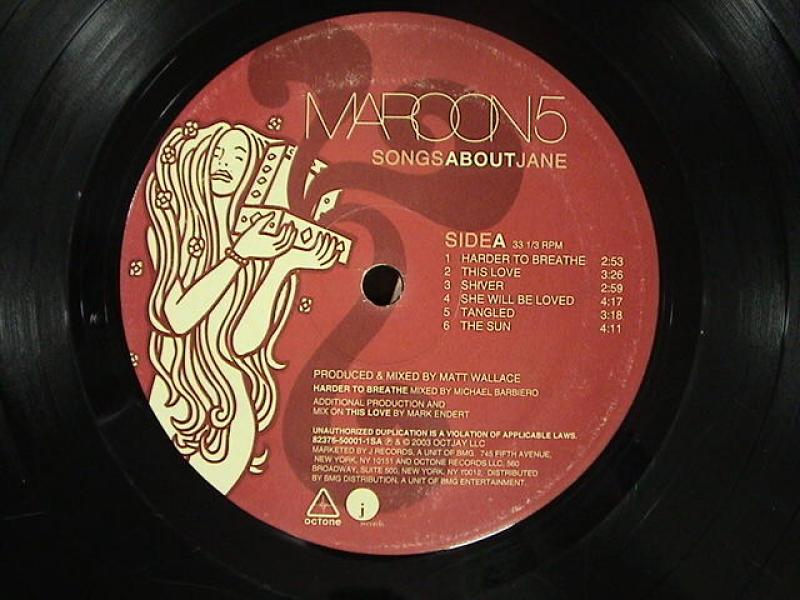 MAROON5
SONGSABOUTJANE
SIDEA 33 1/3 RPM
1 HARDER TO BREATHE 2:53
2 THIS LOVE 3:26
3 SHIVER 2:59
4 SHE WILL BE LOVED 4:17
5 TANGLED 3:18
6 THE SUN 4:11
PRODUCED & MIXED BY MATT WALLACE
HARDER TO BREATHE MIXED BY MICHAEL BARBIERO
ADDITIONAL PRODUCTION AND
MIX ON THIS LOVE BY MARK ENDERT
UNAUTHORIZED DUPLICATION IS A VIOLATION OF APPLICABLE LAWS.
82376-50001-1SA ℗ & © 2003 OCTJAY LLC
MARKETED BY J RECORDS, A UNIT OF BMG. 745 FIFTH AVENUE,
NEW YORK, NY 10151 AND OCTONE RECORDS LLC, 560
BROADWAY, SUITE 500, NEW YORK, NY 10012. DISTRIBUTED
BY BMG DISTRIBUTION, A UNIT OF BMG ENTERTAINMENT.
octone
j
records